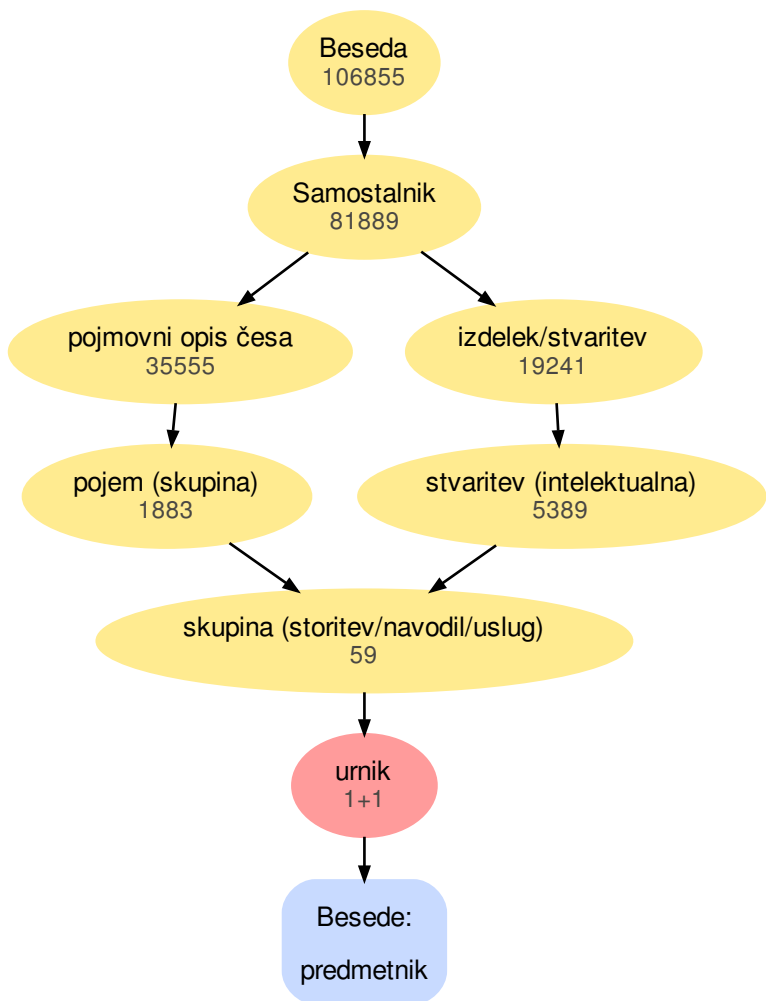 Beseda
106855
Samostalnik
81889
pojmovni opis česa
35555
izdelek/stvaritev
19241
pojem (skupina)
1883
stvaritev (intelektualna)
5389
skupina (storitev/navodil/uslug)
59
urnik
1+1
Besede:
predmetnik